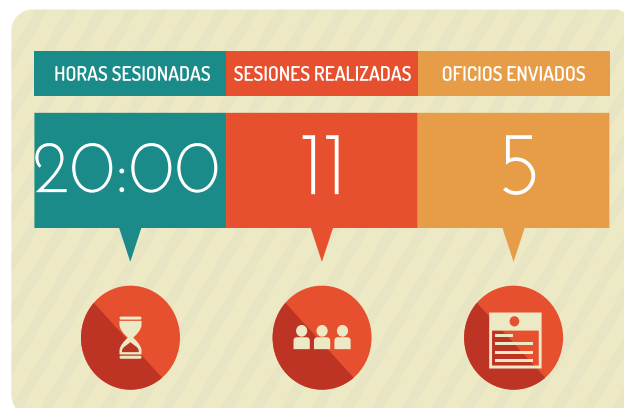 HORAS SESIONADAS SESIONES REALIZADAS OFICIOS ENVIADOS
20:00 11 5